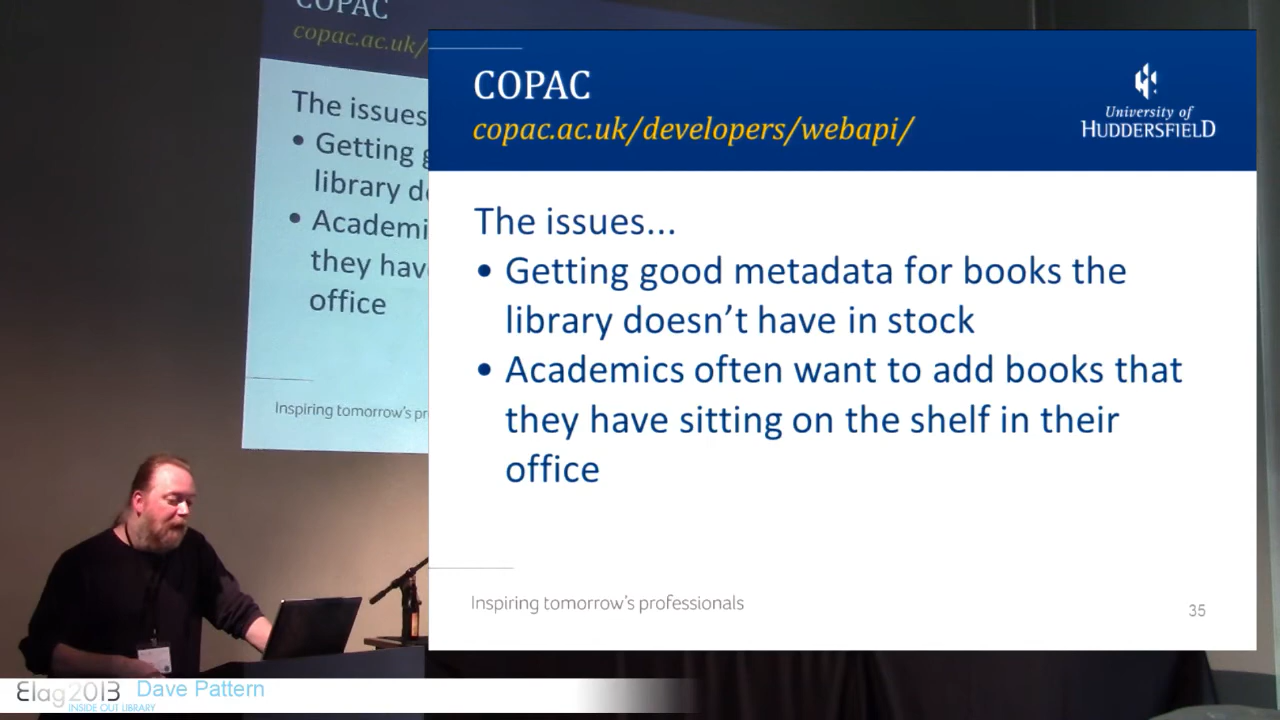 COPAC
copac.ac.uk/
The issues
Getting g
library do
Academi
they hav
office
Inspiring tomorrow's pr
COPAC
copac.ac.uk/developers/webapi/
University of
HUDDERSFIELD
The issues...
• Getting good metadata for books the
library doesn't have in stock
• Academics often want to add books that
they have sitting on the shelf in their
office
Inspiring tomorrow's professionals
35
Elag2013 Dave Pattern
INSIDE OUT LIBRARY